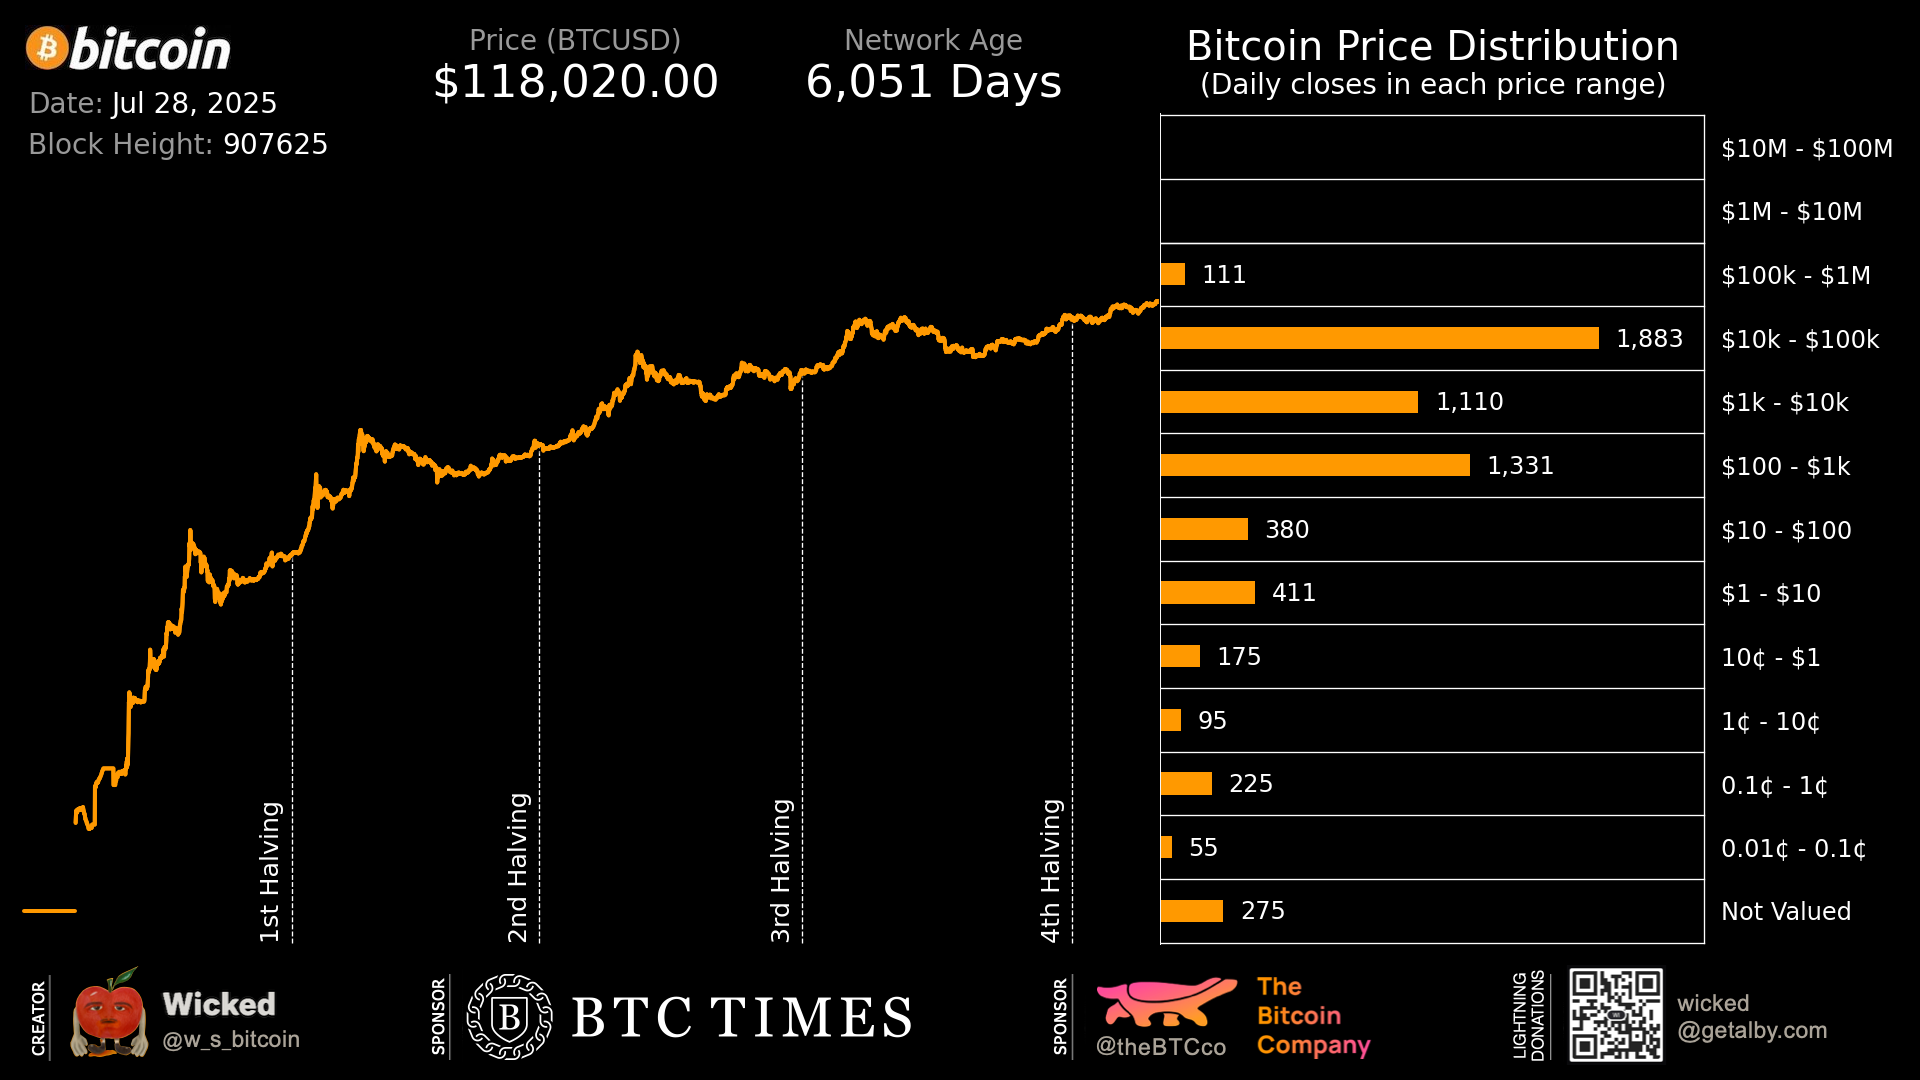 bitcoin
Date: Jul 28, 2025
Block Height: 907625
Price (BTCUSD)
$118,020.00
Network Age
6,051 Days
Bitcoin Price Distribution
(Daily closes in each price range)
$10M - $100M
$1M - $10M
111 $100k - $1M
1,883 $10k - $100k
1,110 $1k - $10k
1,331 $100 - $1k
380 $10 - $100
411 $1 - $10
175 10¢ - $1
95 1¢ - 10¢
225 0.1¢ - 1¢
55 0.01¢ - 0.1¢
275 Not Valued
1st Halving
2nd Halving
3rd Halving
4th Halving
CREATOR
Wicked
@w_s_bitcoin
SPONSOR
B
BTC TIMES
SPONSOR
@theBTCco
The
Bitcoin
Company
LIGHTNING
DONATIONS
wicked
@getalby.com